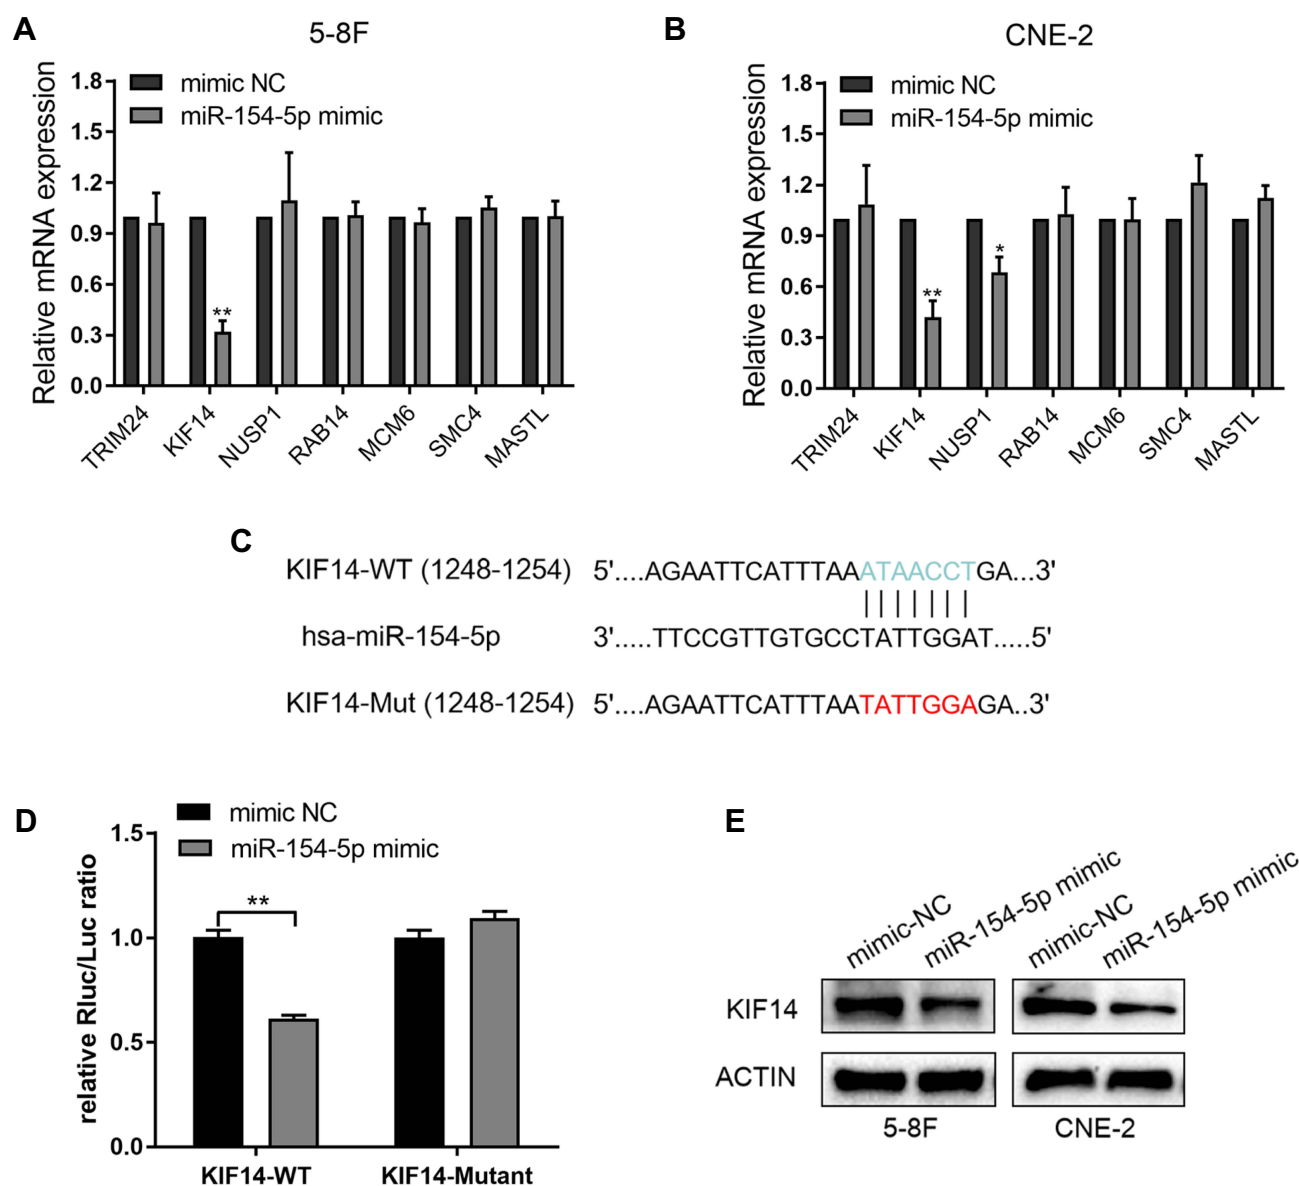 A
5-8F
mimic NC
miR-154-5p mimic
Relative mRNA expression
1.8
1.5
1.2
0.9
0.6
0.3
0.0
**
TRIM24
KIF14
NUSP1
RAB14
MCM6
SMC4
MASTL
B
CNE-2
mimic NC
miR-154-5p mimic
Relative mRNA expression
1.8
1.5
1.2
0.9
0.6
0.3
0.0
**
*
TRIM24
KIF14
NUSP1
RAB14
MCM6
SMC4
MASTL
C
KIF14-WT (1248-1254) 5'....AGAATTCATTTAAATAACCTGA...3'
hsa-miR-154-5p 3'.....TTCCGTTGTGCCTATTGGAT.....5'
KIF14-Mut (1248-1254) 5'....AGAATTCATTTAATATTGGAGA..3'
D
mimic NC
miR-154-5p mimic
relative Rluc/Luc ratio
1.5
1.0
0.5
0.0
**
KIF14-WT
KIF14-Mutant
E
mimic-NC
miR-154-5p mimic
mimic-NC
miR-154-5p mimic
KIF14
ACTIN
5-8F
CNE-2